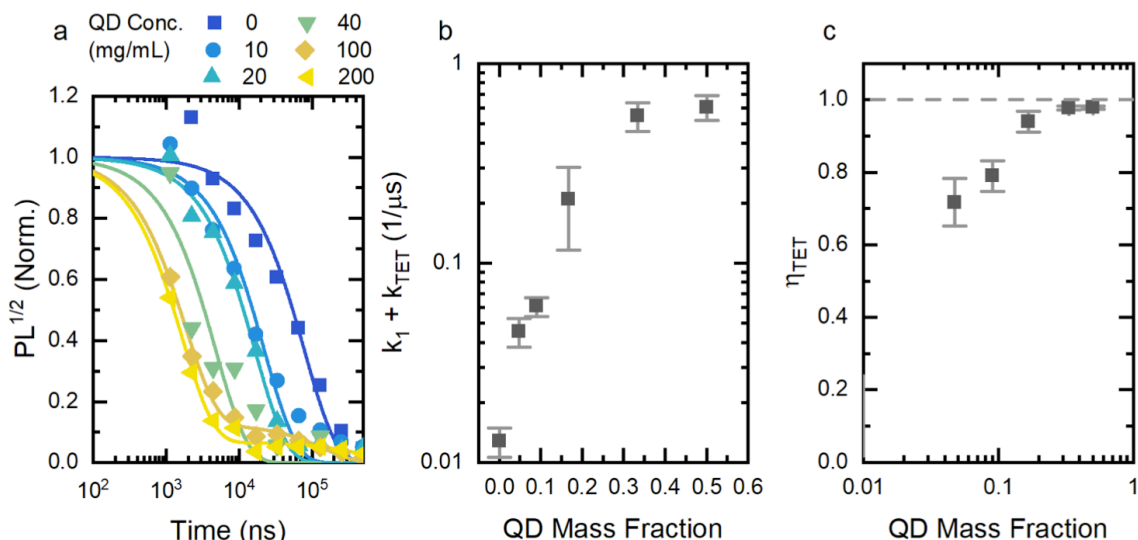 a
QD Conc.
(mg/mL)
0
10
20
40
100
200
PL^1/2 (Norm.)
1.2
1.0
0.8
0.6
0.4
0.2
0.0
10^2
10^3
10^4
10^5
Time (ns)
b
k_1 + k_TET (1/μs)
1
0.1
0.01
0.0 0.1 0.2 0.3 0.4 0.5 0.6
QD Mass Fraction
c
η_TET
1.0
0.8
0.6
0.4
0.2
0.0
0.01
0.1
1
QD Mass Fraction